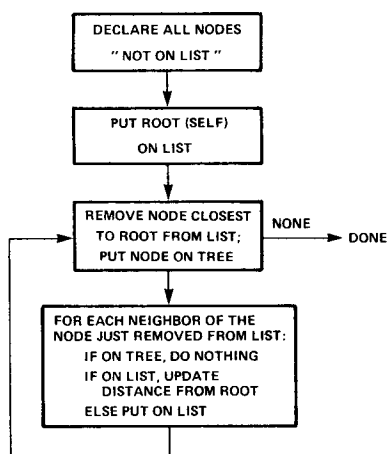 DECLARE ALL NODES
" NOT ON LIST "
PUT ROOT (SELF)
ON LIST
REMOVE NODE CLOSEST
TO ROOT FROM LIST;
PUT NODE ON TREE
NONE
DONE
FOR EACH NEIGHBOR OF THE
NODE JUST REMOVED FROM LIST:
IF ON TREE, DO NOTHING
IF ON LIST, UPDATE
DISTANCE FROM ROOT
ELSE PUT ON LIST